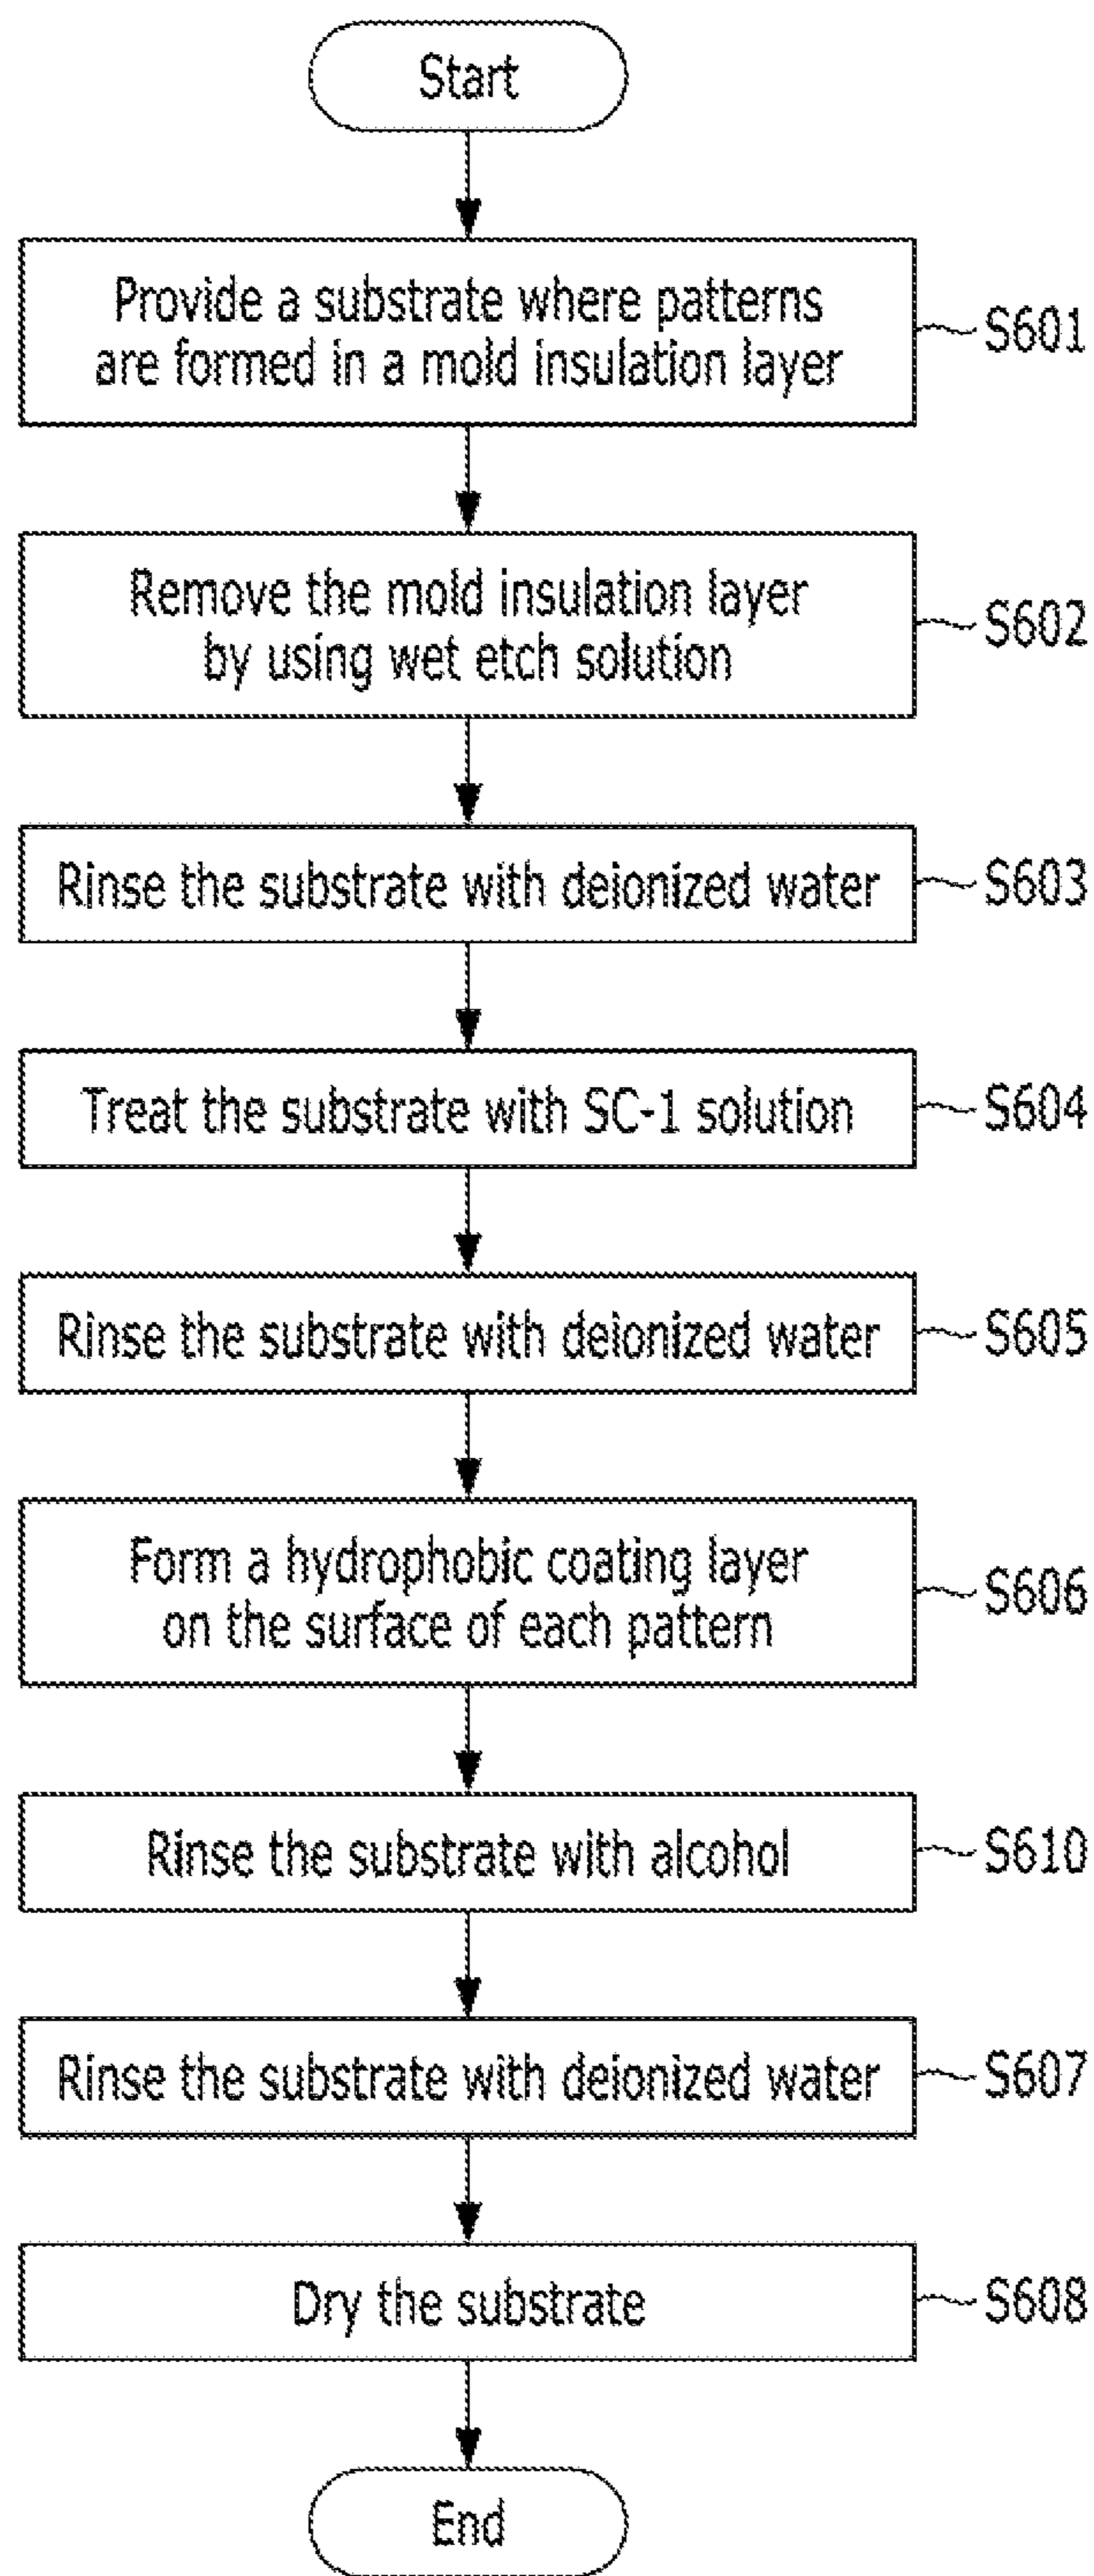 Start
Provide a substrate where patterns
are formed in a mold insulation layer
S601
Remove the mold insulation layer
by using wet etch solution
S602
Rinse the substrate with deionized water
S603
Treat the substrate with SC-1 solution
S604
Rinse the substrate with deionized water
S605
Form a hydrophobic coating layer
on the surface of each pattern
S606
Rinse the substrate with alcohol
S610
Rinse the substrate with deionized water
S607
Dry the substrate
S608
End